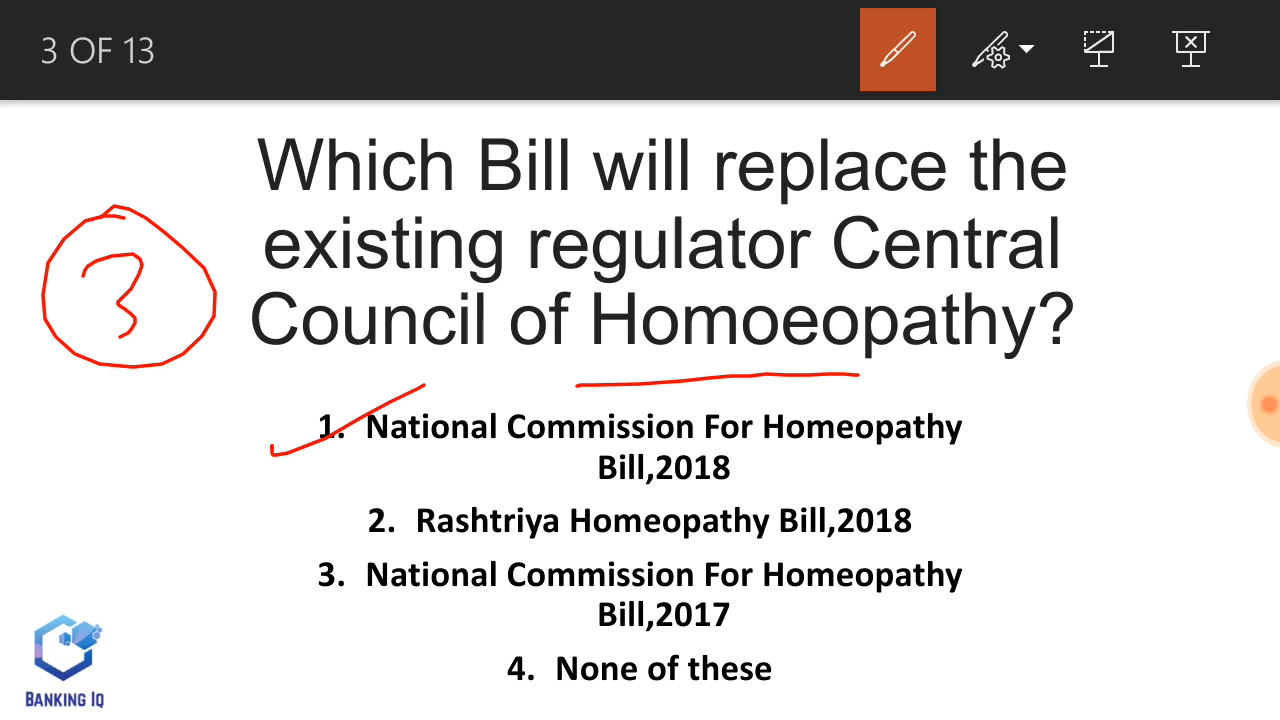 3 OF 13
Which Bill will replace the
existing regulator Central
Council of Homoeopathy?
3
1. National Commission For Homeopathy
Bill,2018
2. Rashtriya Homeopathy Bill,2018
3. National Commission For Homeopathy
Bill,2017
4. None of these
BANKING IQ